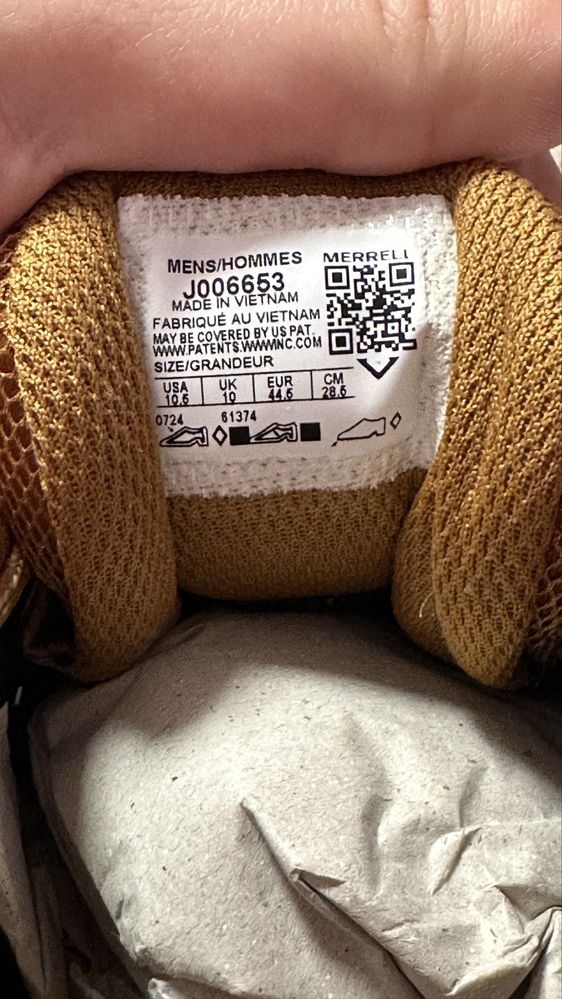 MENS/HOMMES
J006653
MADE IN VIETNAM
FABRIQUÉ AU VIETNAM
MAY BE COVERED BY US PAT.
WWW.PATENTS.WWWINC.COM
SIZE/GRANDEUR
USA UK EUR CM
10.5 10 44.5 28.5
0724 61374
MERRELL